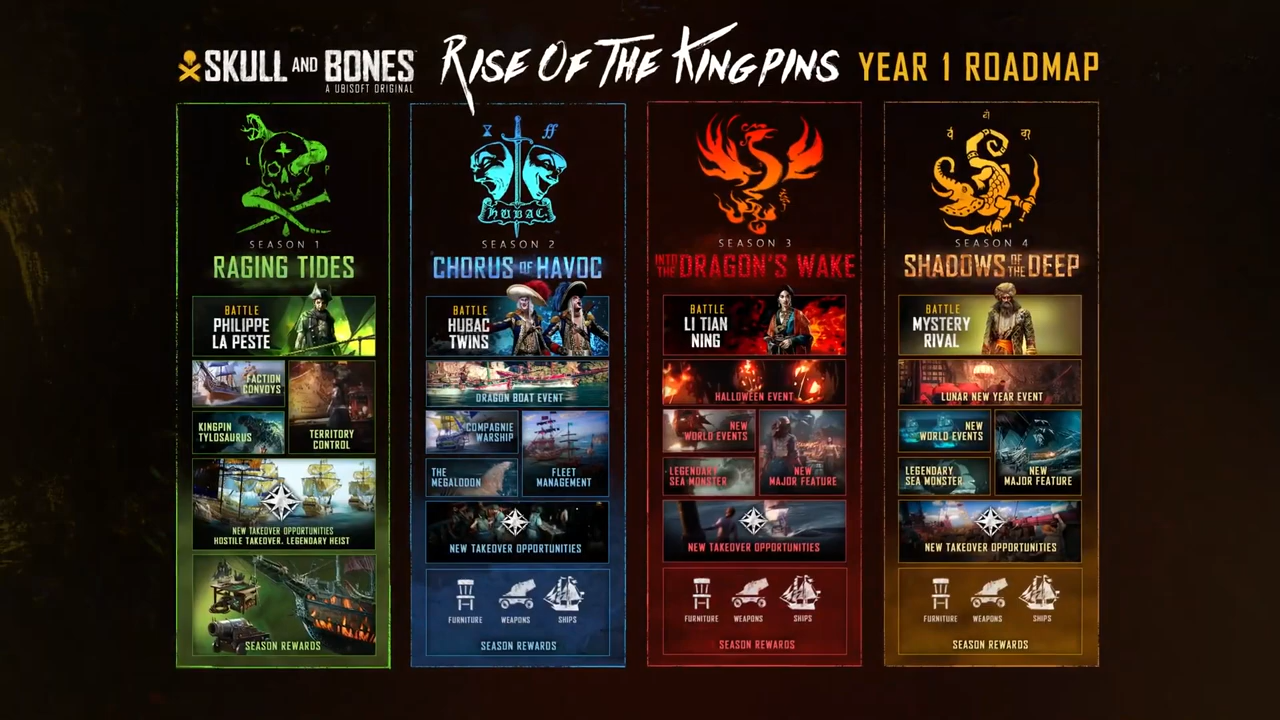 SKULL AND BONES
A UBISOFT ORIGINAL
RISE OF THE KINGPINS
YEAR 1 ROADMAP
L P
SEASON 1
RAGING TIDES
BATTLE
PHILIPPE
LA PESTE
FACTION
CONVOYS
KINGPIN
TYLOSAURUS
TERRITORY
CONTROL
NEW TAKEOVER OPPORTUNITIES
HOSTILE TAKEOVER, LEGENDARY HEIST
SEASON REWARDS
HUBAC
SEASON 2
CHORUS OF HAVOC
BATTLE
HUBAC
TWINS
DRAGON BOAT EVENT
COMPAGNIE
WARSHIP
THE
MEGALODON
FLEET
MANAGEMENT
NEW TAKEOVER OPPORTUNITIES
FURNITURE WEAPONS SHIPS
SEASON REWARDS
SEASON 3
INTO THE DRAGON'S WAKE
BATTLE
LI TIAN
NING
HALLOWEEN EVENT
NEW
WORLD EVENTS
LEGENDARY
SEA MONSTER
NEW
MAJOR FEATURE
NEW TAKEOVER OPPORTUNITIES
FURNITURE WEAPONS SHIPS
SEASON REWARDS
SEASON 4
SHADOWS OF THE DEEP
BATTLE
MYSTERY
RIVAL
LUNAR NEW YEAR EVENT
NEW
WORLD EVENTS
LEGENDARY
SEA MONSTER
NEW
MAJOR FEATURE
NEW TAKEOVER OPPORTUNITIES
FURNITURE WEAPONS SHIPS
SEASON REWARDS